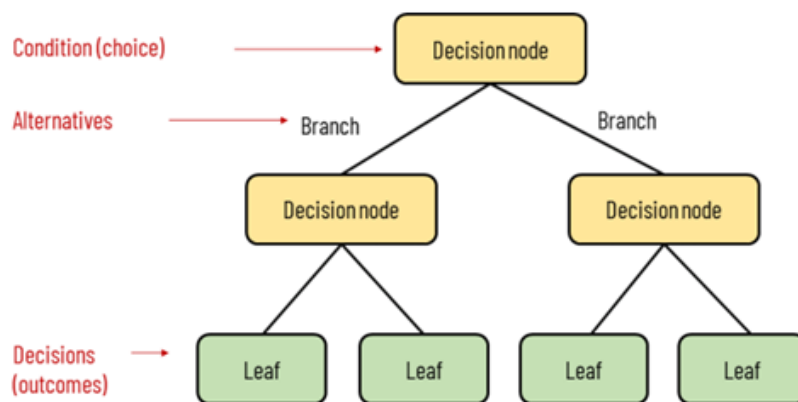 Condition (choice)
Decision node
Alternatives
Branch
Branch
Decision node
Decision node
Decisions
(outcomes)
Leaf
Leaf
Leaf
Leaf